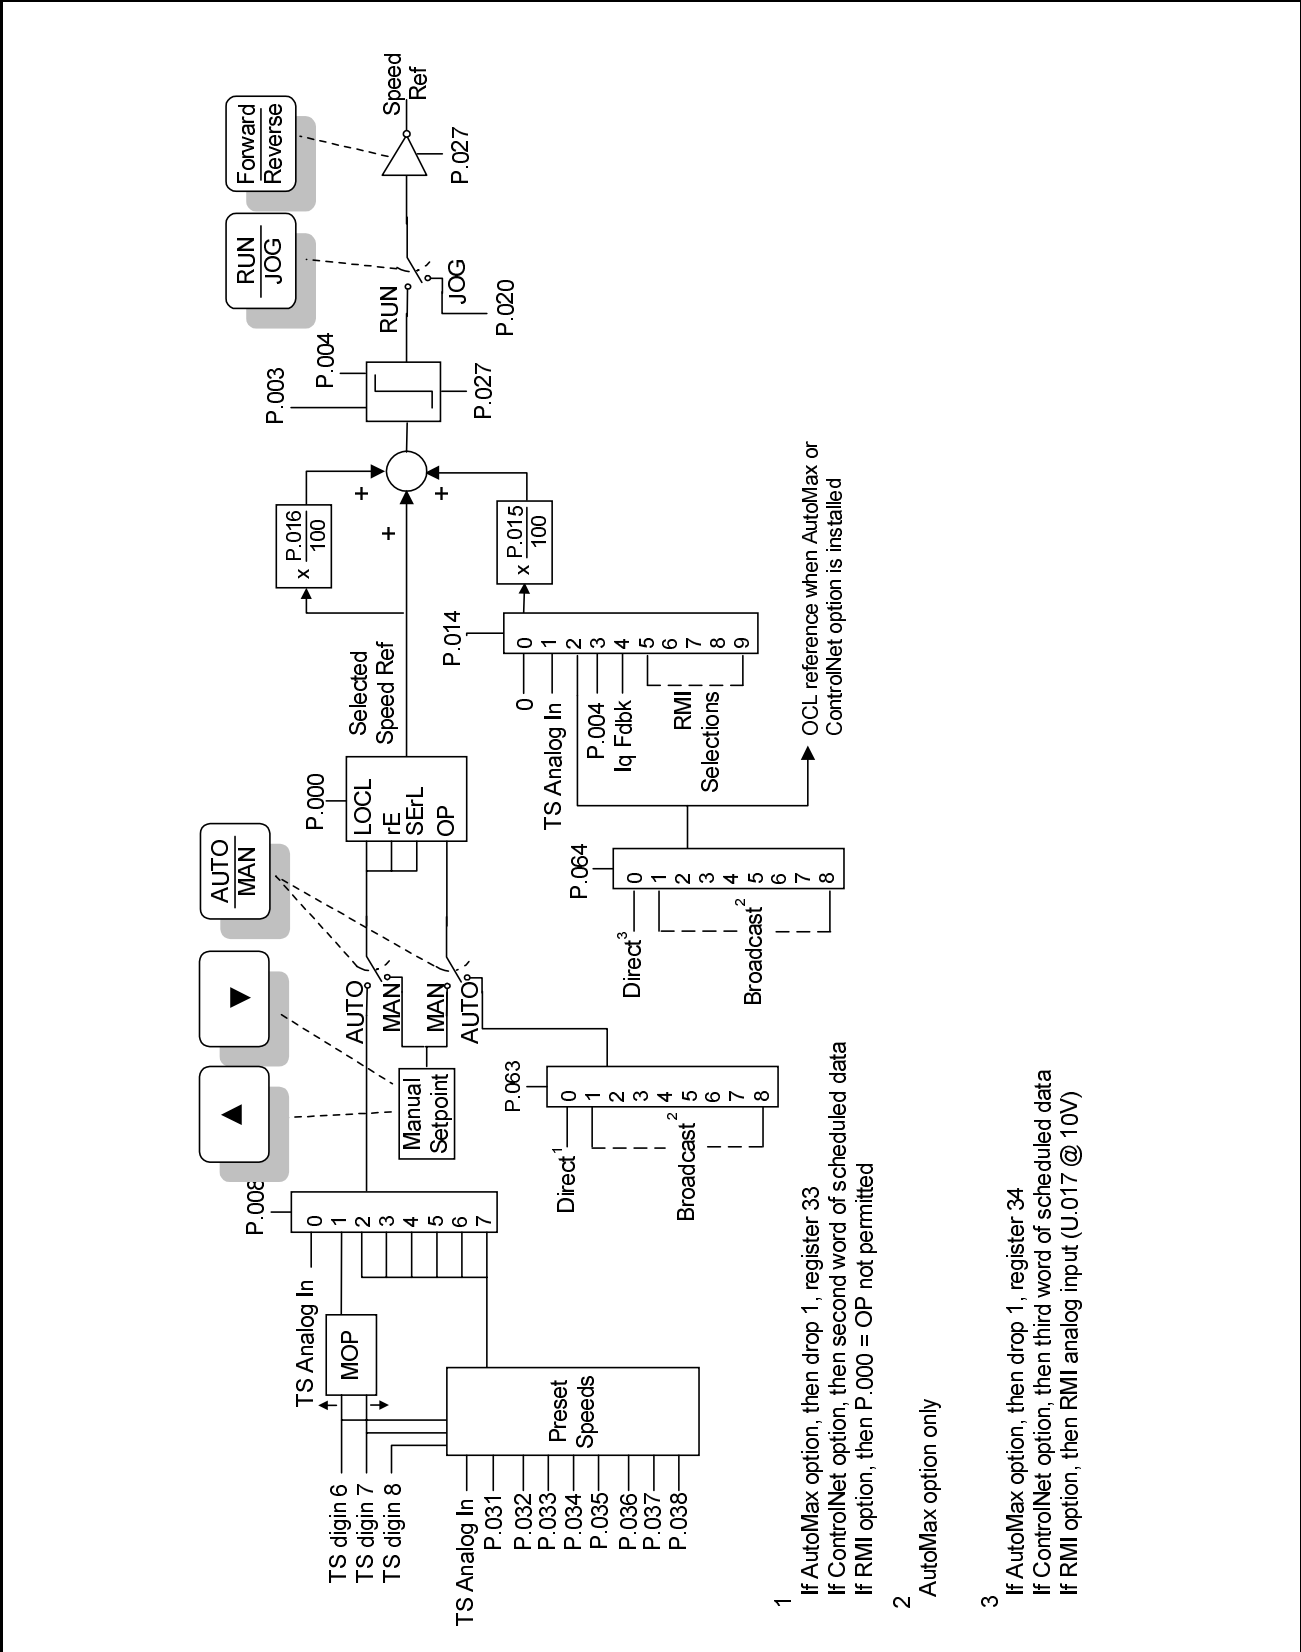 TS digin 6
TS digin 7
TS digin 8
TS Analog In
P.031
P.032
P.033
P.034
P.035
P.036
P.037
P.038
Preset
Speeds
MOP
TS Analog In
P.008
0
1
2
3
4
5
6
7
▲
▼
Manual
Setpoint
AUTO
MAN
MAN
AUTO
AUTO
MAN
P.063
0
1
2
3
4
5
6
7
8
Direct 1
Broadcast 2
P.000
LOCL
rE
SErL
OP
Selected
Speed Ref
P.064
0
1
2
3
4
5
6
7
8
Direct 3
Broadcast 2
OCL reference when AutoMax or
ControlNet option is installed
P.014
0
1
2
3
4
5
6
7
8
9
0
TS Analog In
P.004
Iq Fdbk
RMI
Selections
x P.016
100
x P.015
100
+
+
+
P.003
P.004
P.027
RUN
JOG
RUN
JOG
P.020
Forward
Reverse
P.027
Speed
Ref
1
If AutoMax option, then drop 1, register 33
If ControlNet option, then second word of scheduled data
If RMI option, then P.000 = OP not permitted
2
AutoMax option only
3
If AutoMax option, then drop 1, register 34
If ControlNet option, then third word of scheduled data
If RMI option, then RMI analog input (U.017 @ 10V)